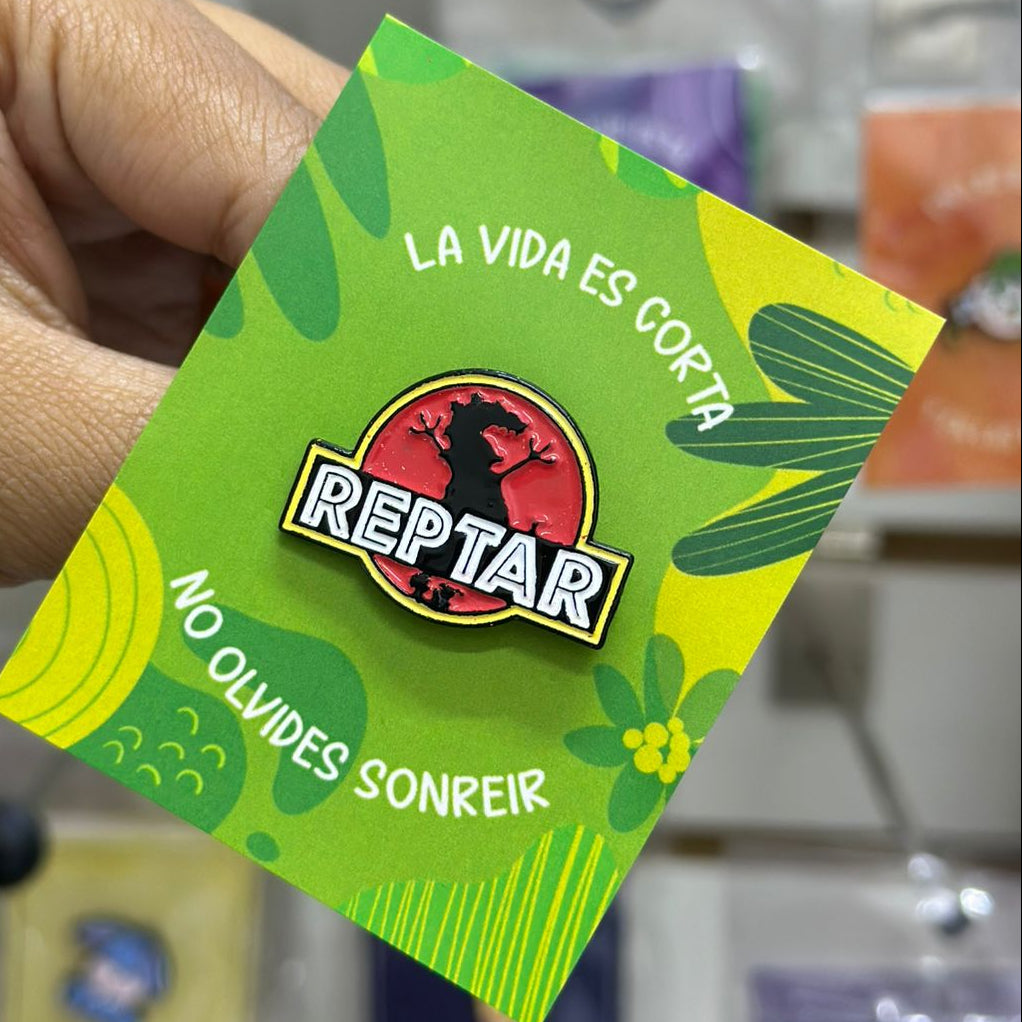 LA VIDA ES CORTA
REPTAR
NO OLVIDES SONREIR